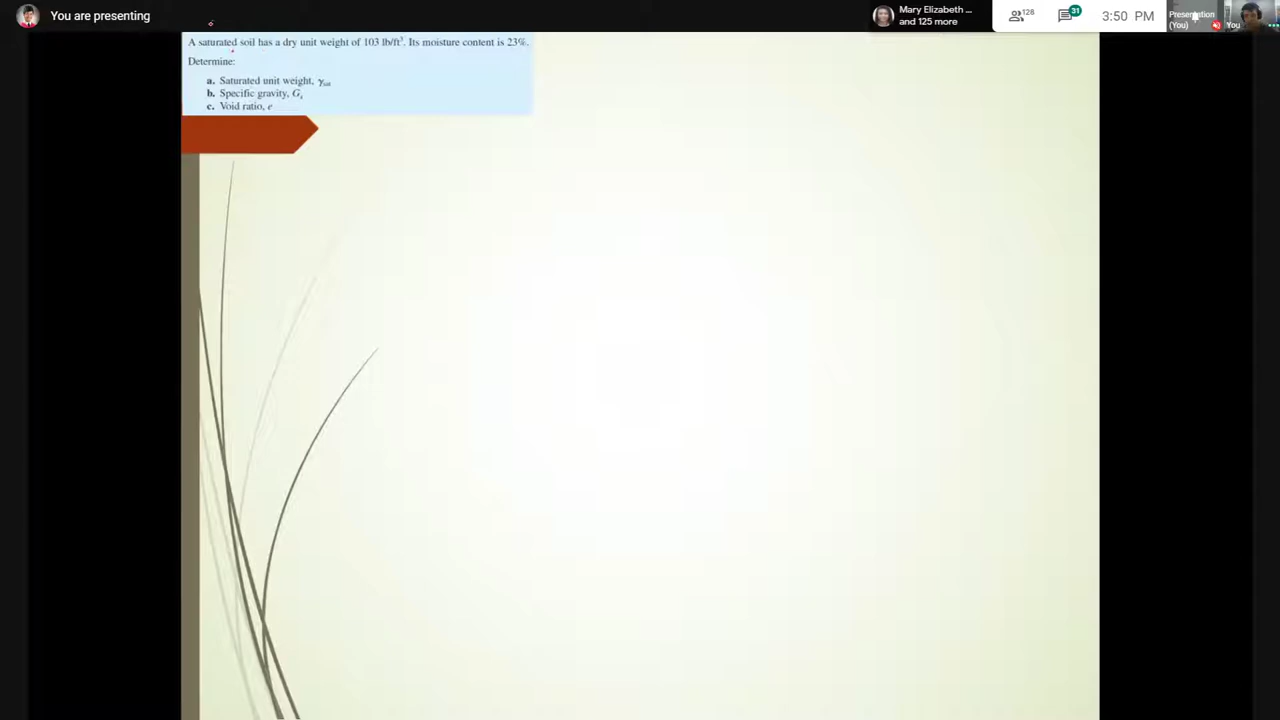 You are presenting
Mary Elizabeth ...
and 125 more
128
31
3:50 PM
Presentation
(You)
You
A saturated soil has a dry unit weight of 103 lb/ft³. Its moisture content is 23%.
Determine:
a. Saturated unit weight, γsat
b. Specific gravity, Gs
c. Void ratio, e